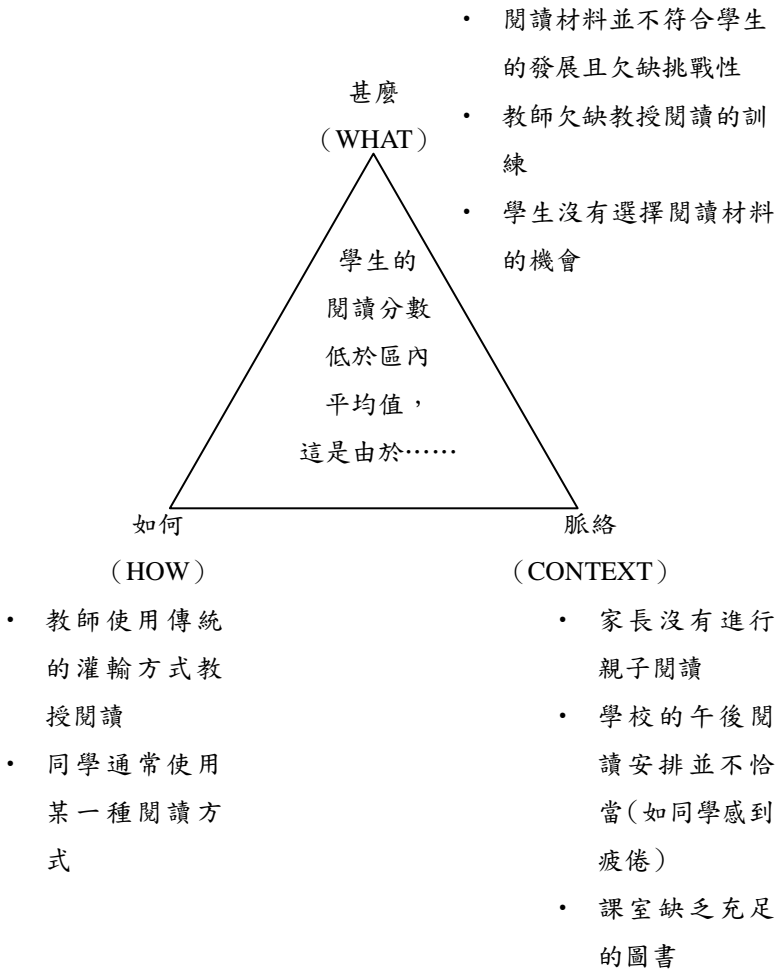 甚麼
（WHAT）
• 閱讀材料並不符合學生
的發展且欠缺挑戰性
• 教師欠缺教授閱讀的訓
練
• 學生沒有選擇閱讀材料
的機會
學生的
閱讀分數
低於區內
平均值，
這是由於……
如何
（HOW）
• 教師使用傳統
的灌輸方式教
授閱讀
• 同學通常使用
某一種閱讀方
式
脈絡
（CONTEXT）
• 家長沒有進行
親子閱讀
• 學校的午後閱
讀安排並不恰
當（如同學感到
疲倦）
• 課室缺乏充足
的圖書